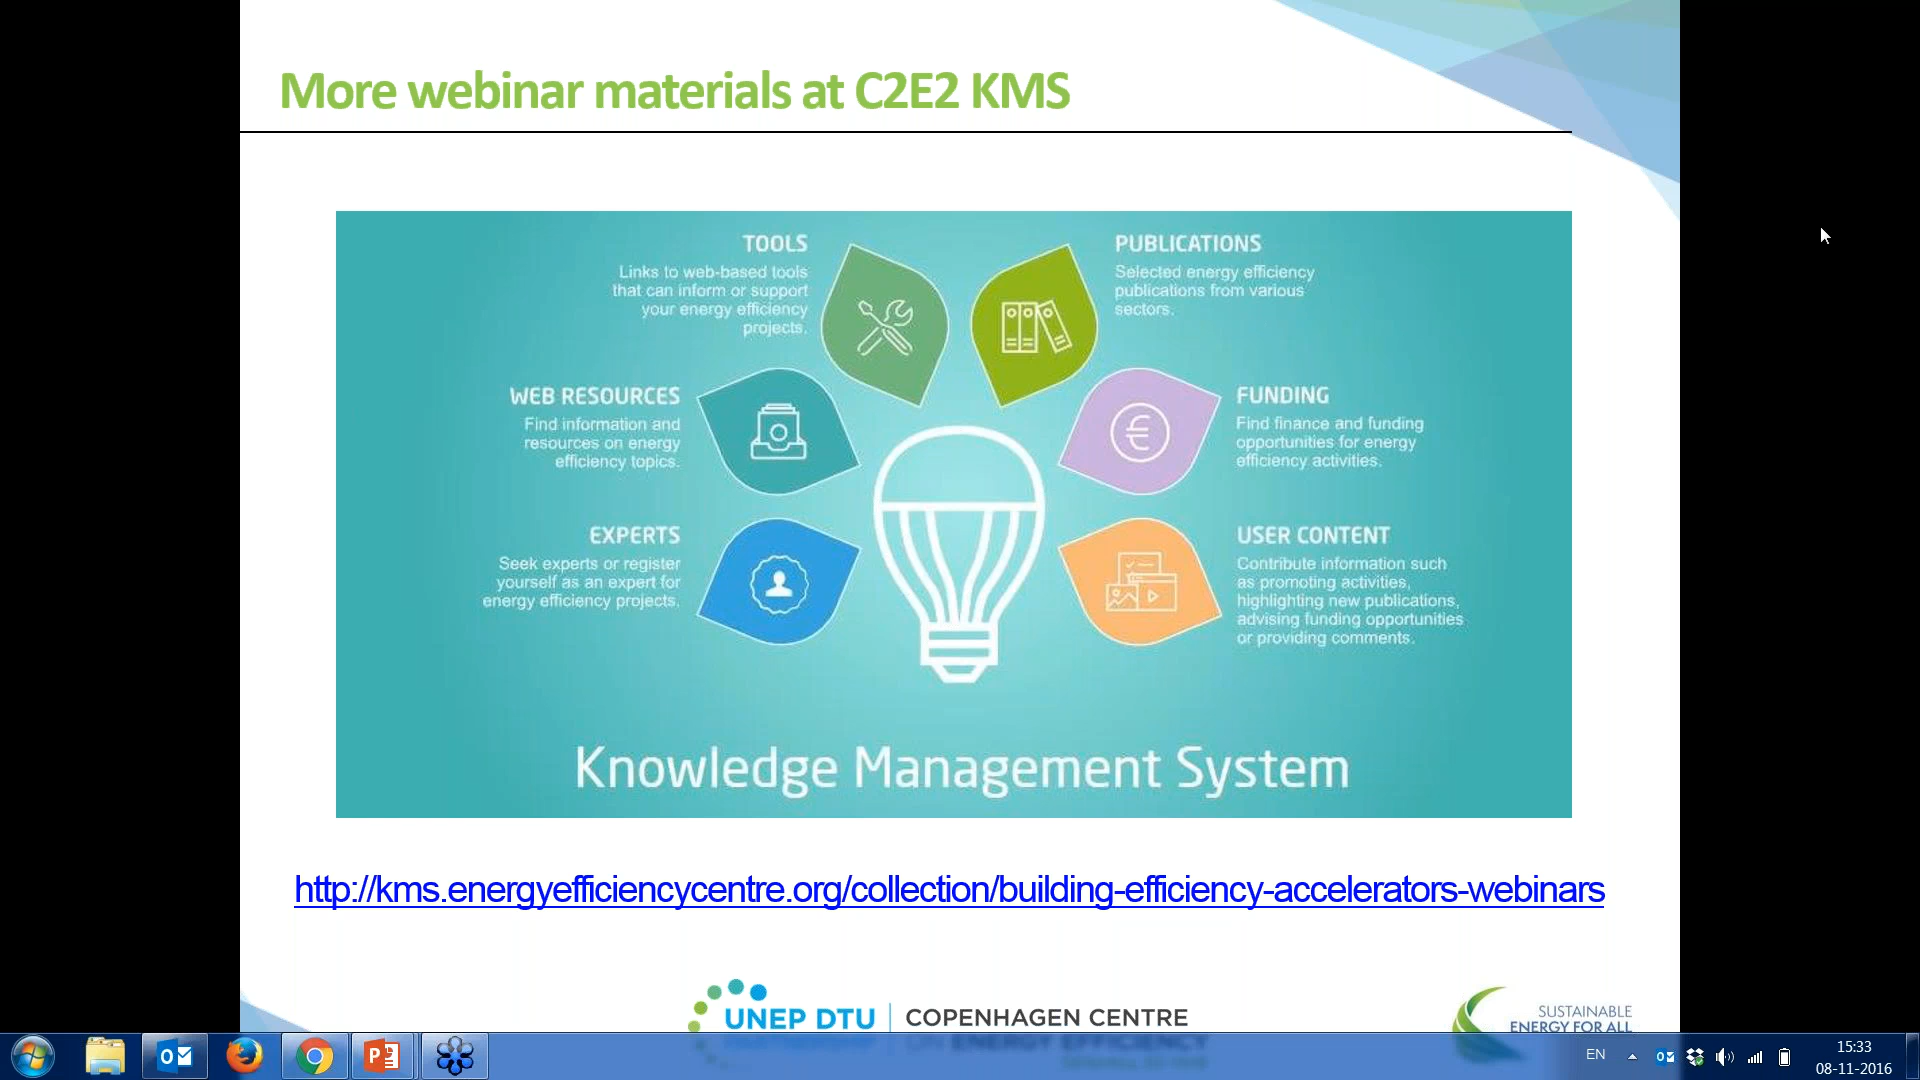 More webinar materials at C2E2 KMS
TOOLS
Links to web-based tools
that can inform or support
your energy efficiency
projects.
PUBLICATIONS
Selected energy efficiency
publications from various
sectors.
WEB RESOURCES
Find information and
resources on energy
efficiency topics.
FUNDING
Find finance and funding
opportunities for energy
efficiency activities.
EXPERTS
Seek experts or register
yourself as an expert for
energy efficiency projects.
USER CONTENT
Contribute information such
as promoting activities,
highlighting new publications,
advising funding opportunities
or providing comments.
Knowledge Management System
http://kms.energyefficiencycentre.org/collection/building-efficiency-accelerators-webinars
UNEP DTU
PARTNERSHIP
COPENHAGEN CENTRE
ON ENERGY EFFICIENCY
SUSTAINABLE
ENERGY FOR ALL
EN
15:33
08-11-2016